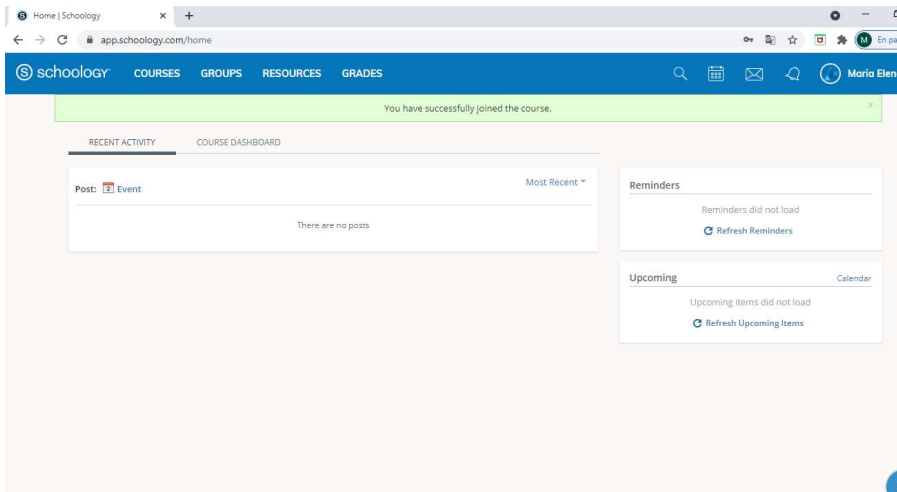 Home | Schoology
app.schoology.com/home
M
schoology
COURSES
GROUPS
RESOURCES
GRADES
Maria Elen
You have successfully joined the course.
x
RECENT ACTIVITY
COURSE DASHBOARD
Post: Event
Most Recent
There are no posts
Reminders
Reminders did not load
Refresh Reminders
Upcoming
Calendar
Upcoming items did not load
Refresh Upcoming Items